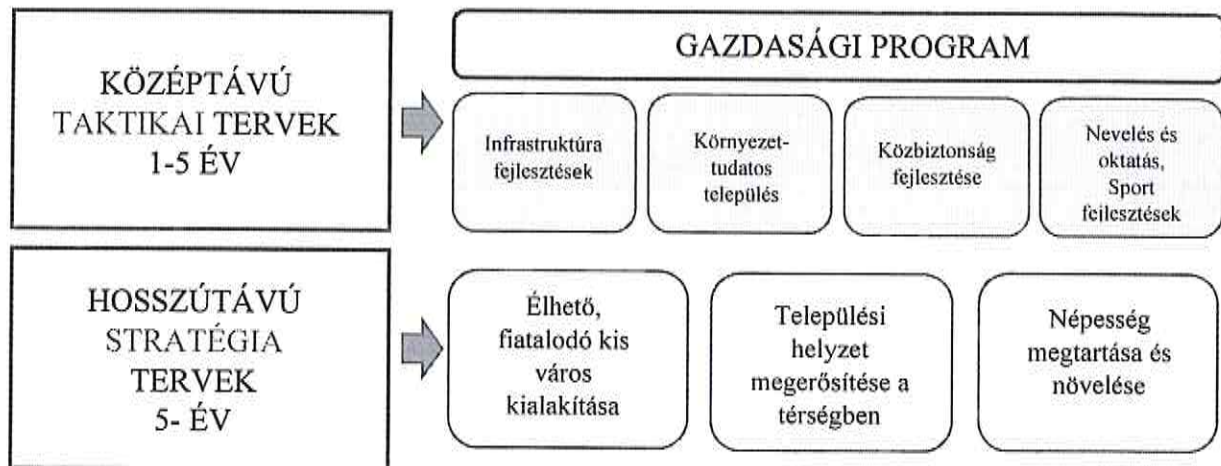 KÖZÉPTÁVÚ
TAKTIKAI TERVEK
1-5 ÉV
GAZDASÁGI PROGRAM
Infrastruktúra
fejlesztések
Környezet-
tudatos
település
Közbiztonság
fejlesztése
Nevelés és
oktatás,
Sport
fejlesztések
HOSSZÚTÁVÚ
STRATÉGIA
TERVEK
5- ÉV
Élhető,
fiatalodó kis
város
kialakítása
Települési
helyzet
megerősítése a
térségben
Népesség
megtartása és
növelése